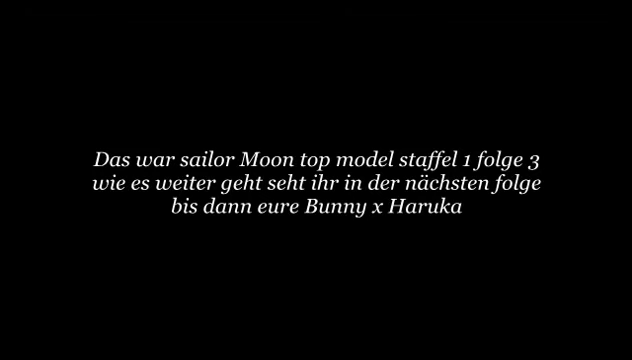 Das war sailor Moon top model staffel 1 folge 3
wie es weiter geht seht ihr in der nächsten folge
bis dann eure Bunny x Haruka